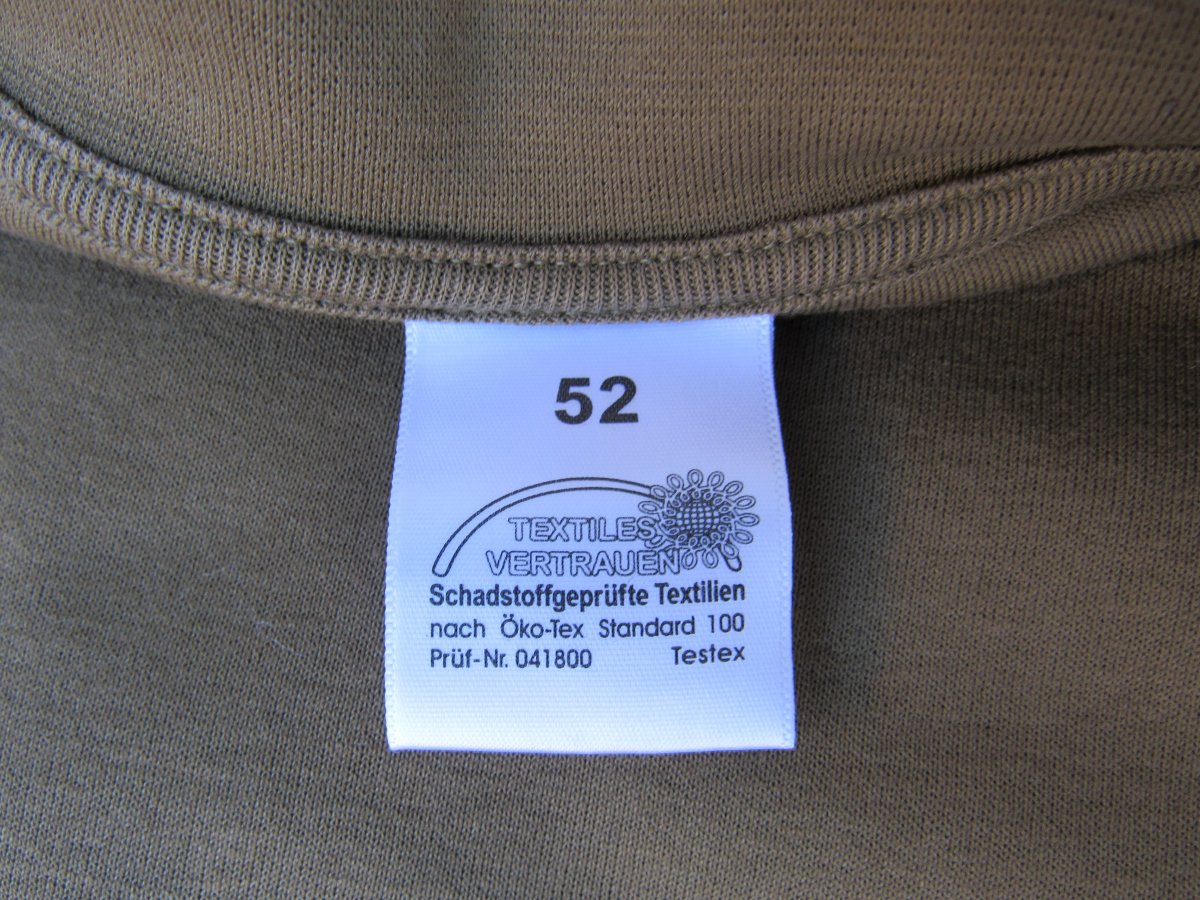 52
TEXTILES
VERTRAUEN
Schadstoffgeprüfte Textilien
nach Öko-Tex Standard 100
Prüf-Nr. 041800 Testex